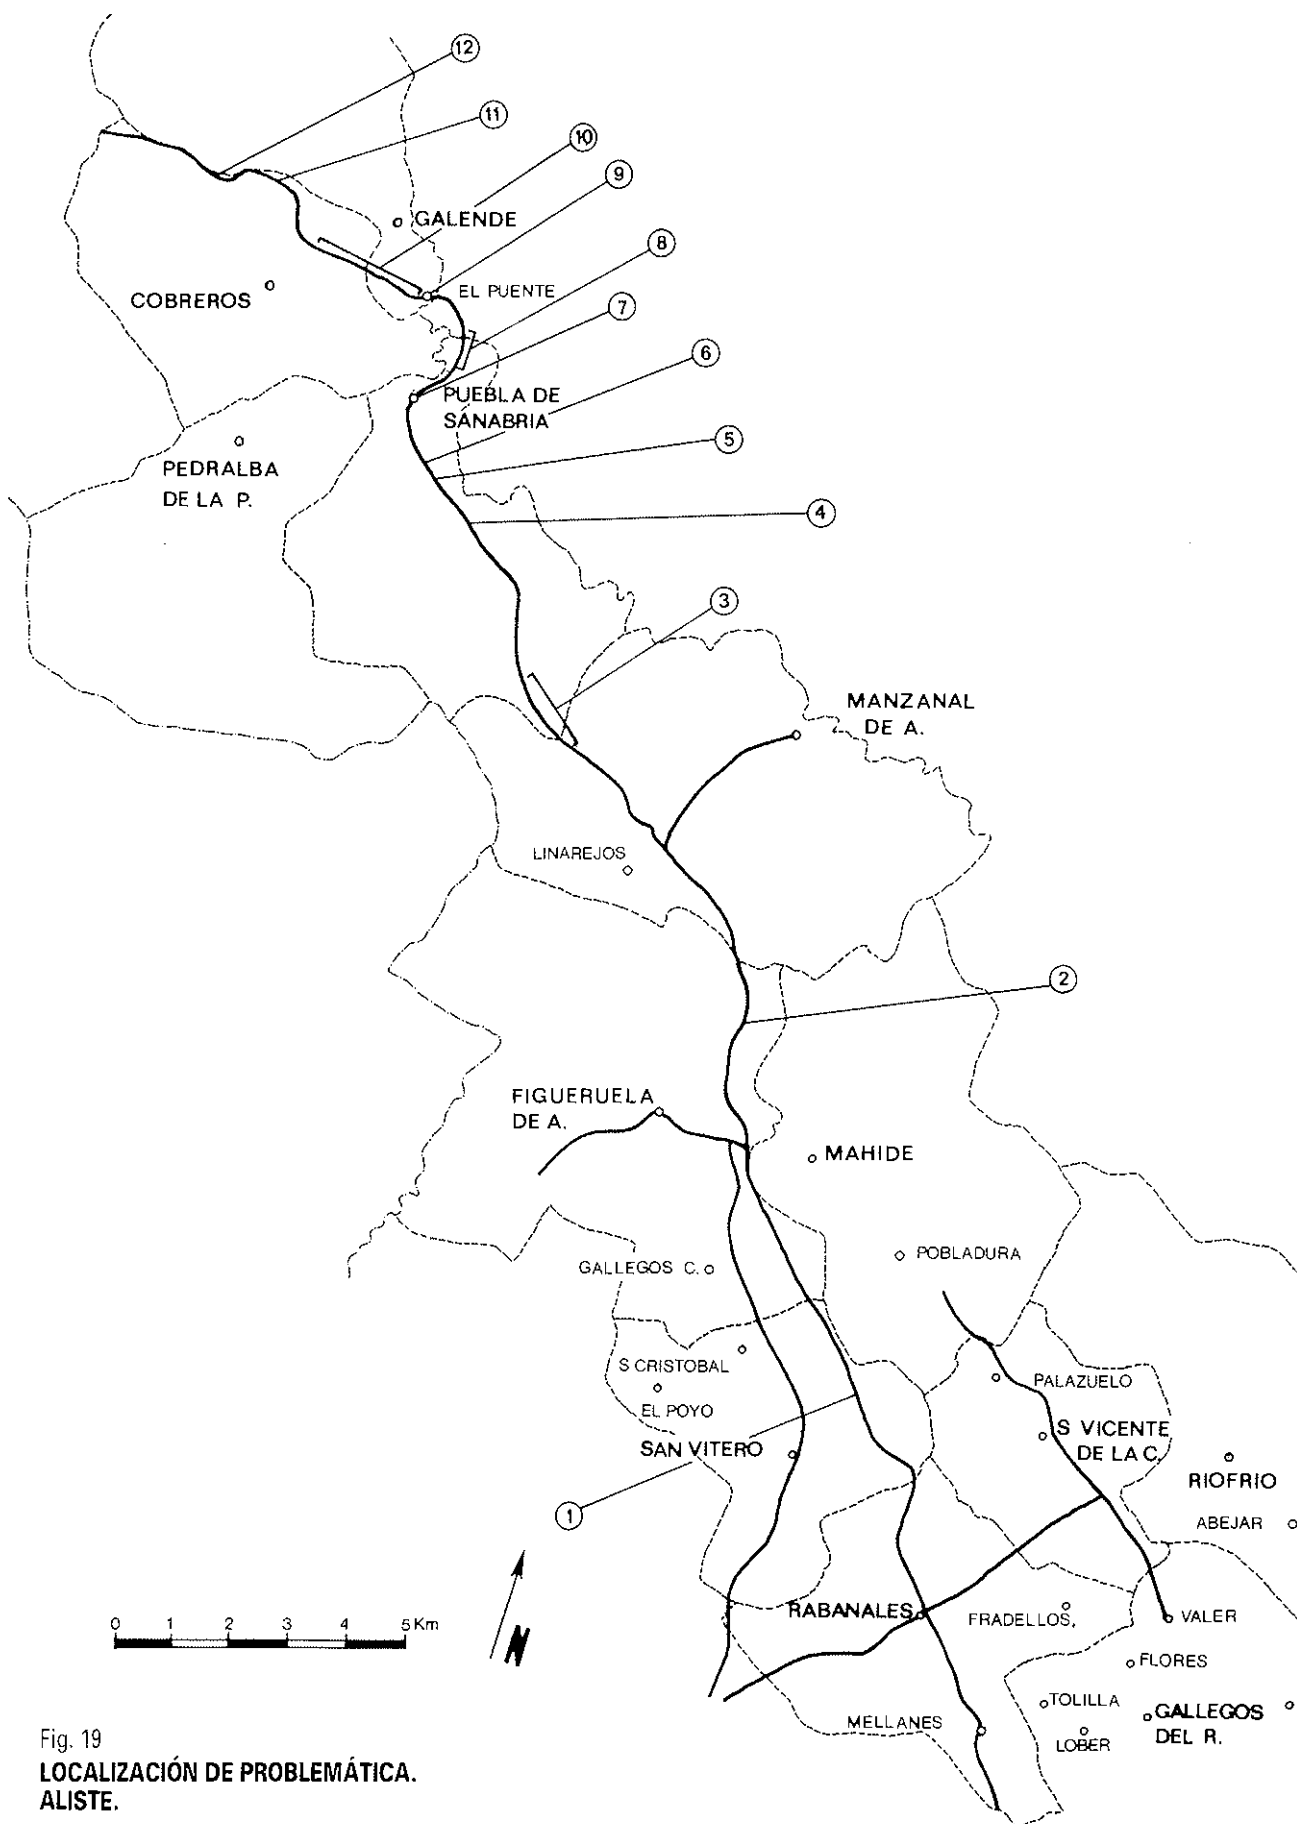 12
11
10
9
GALENDE
8
COBREROS
EL PUENTE
7
6
PUEBLA DE
SANABRIA
5
PEDRALBA
DE LA P.
4
3
MANZANAL
DE A.
LINAREJOS
2
FIGUERUELA
DE A.
MAHIDE
POBLADURA
GALLEGOS C.
S CRISTOBAL
PALAZUELO
EL POYO
S VICENTE
DE LA C.
SAN VITERO
RIOFRIO
1
ABEJAR
RABANALES
FRADELLOS,
VALER
0 1 2 3 4 5 Km
N
FLORES
TOLILLA
GALLEGOS
DEL R.
MELLANES
LOBER
Fig. 19
LOCALIZACIÓN DE PROBLEMÁTICA.
ALISTE.